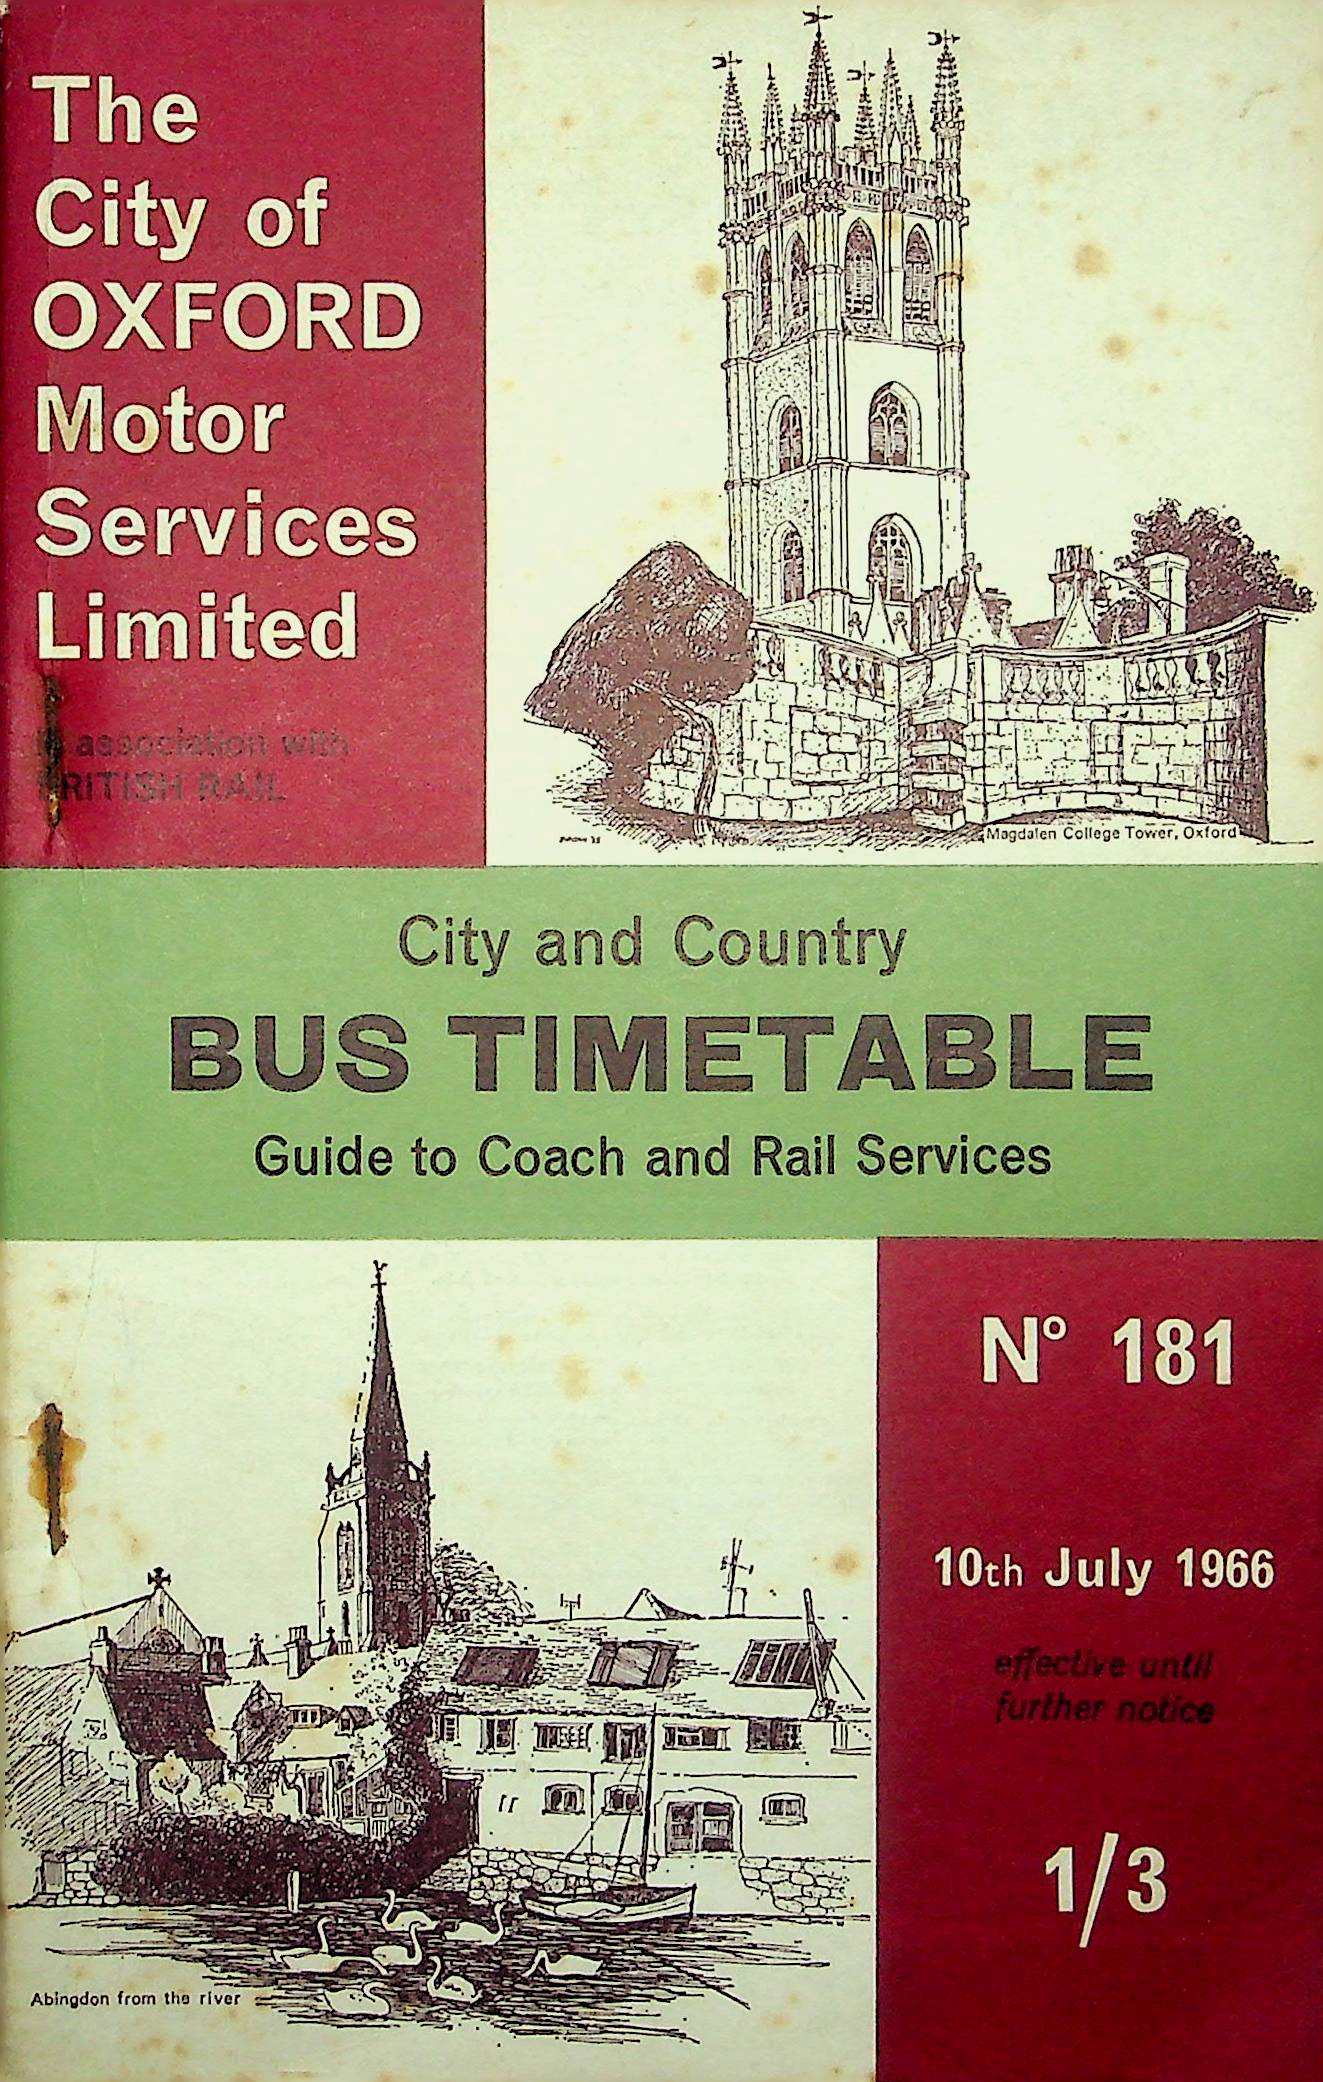 The
City of
OXFORD
Motor
Services
Limited
association with
BRITISH RAIL
Magdalen College Tower, Oxford
City and Country
BUS TIMETABLE
Guide to Coach and Rail Services
Nº 181
10th July 1966
effective until
further notice
1/3
Abingdon from the river